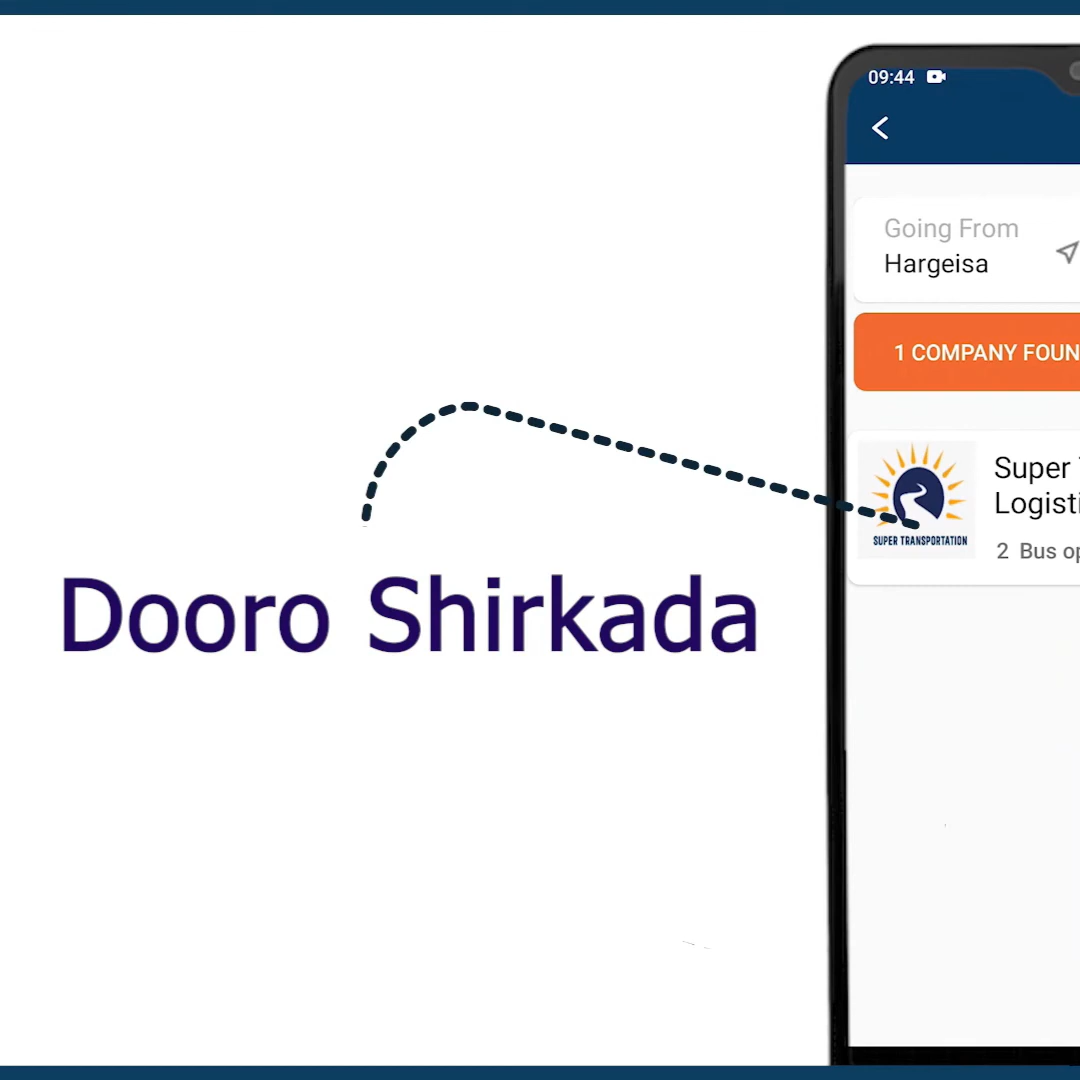 09:44
Going From
Hargeisa
1 COMPANY FOUN
Super
Logisti
SUPER TRANSPORTATION
2 Bus op
Dooro Shirkada